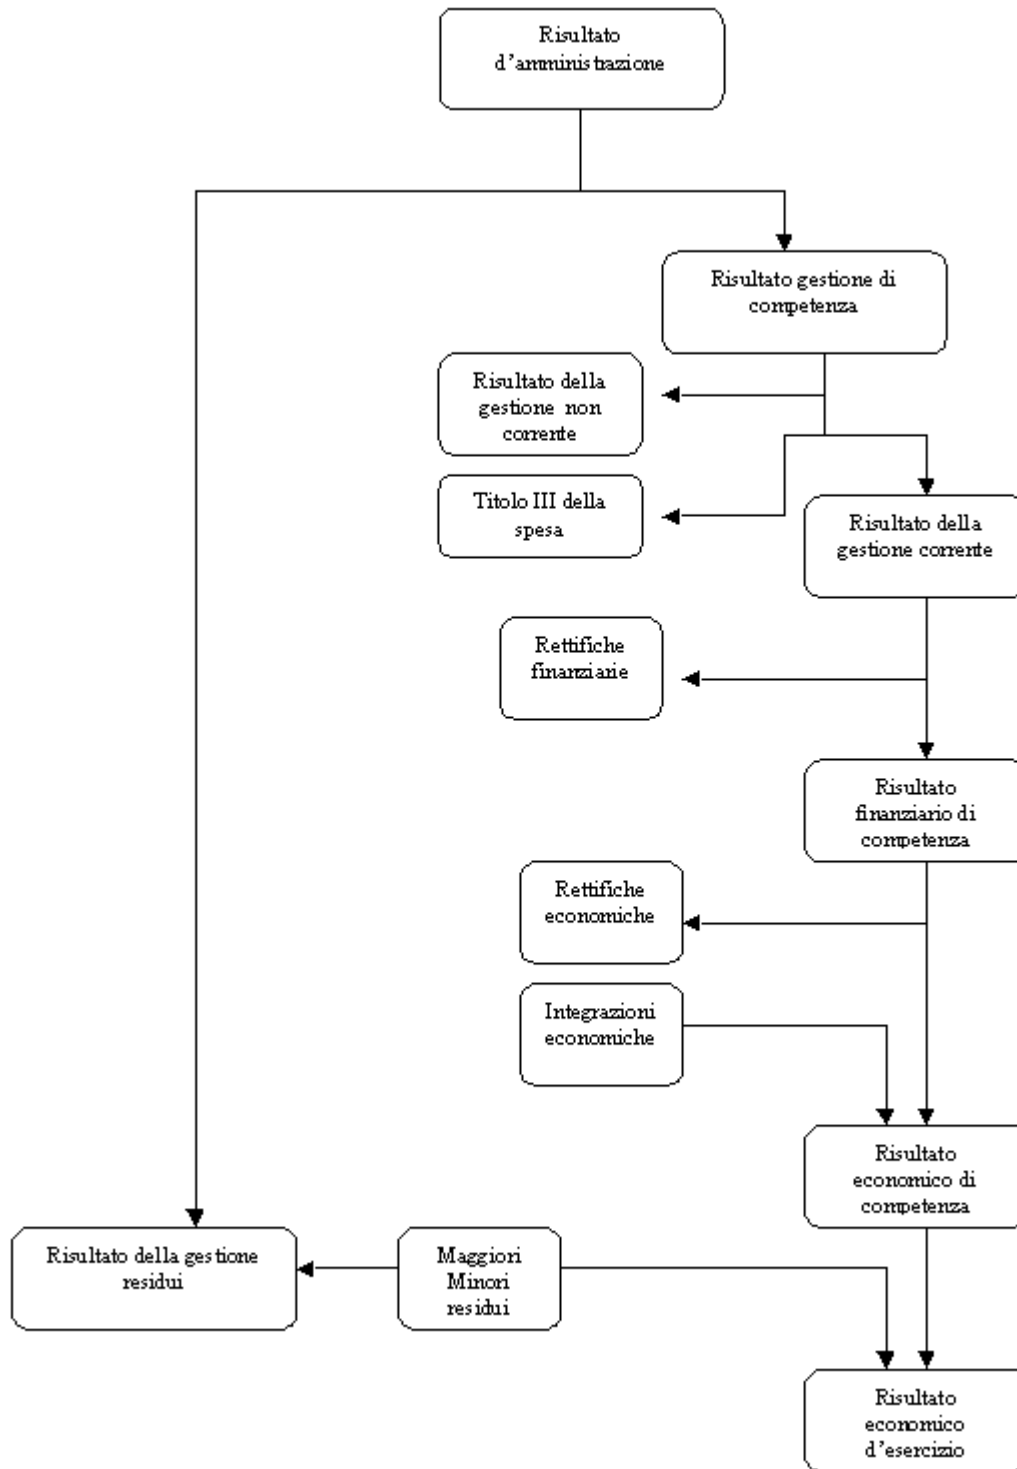 Risultato
d'amministrazione
Risultato gestione di
competenza
Risultato della
gestione non
corrente
Titolo III della
spesa
Risultato della
gestione corrente
Rettifiche
finanziarie
Risultato
finanziario di
competenza
Rettifiche
economiche
Integrazioni
economiche
Risultato
economico di
competenza
Risultato della gestione
residui
Maggiori
Minori
residui
Risultato
economico
d'esercizio